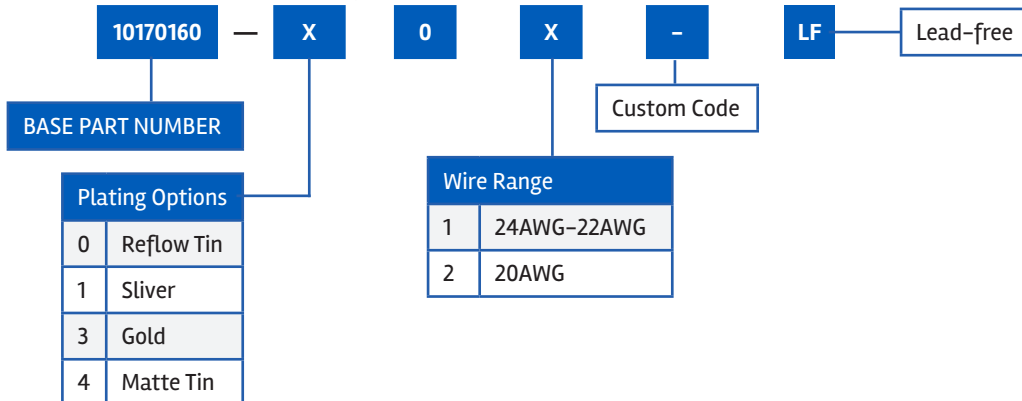 10170160 — X 0 X - LF Lead-free
BASE PART NUMBER
Custom Code
Plating Options
0 Reflow Tin
1 Sliver
3 Gold
4 Matte Tin
Wire Range
1 24AWG-22AWG
2 20AWG